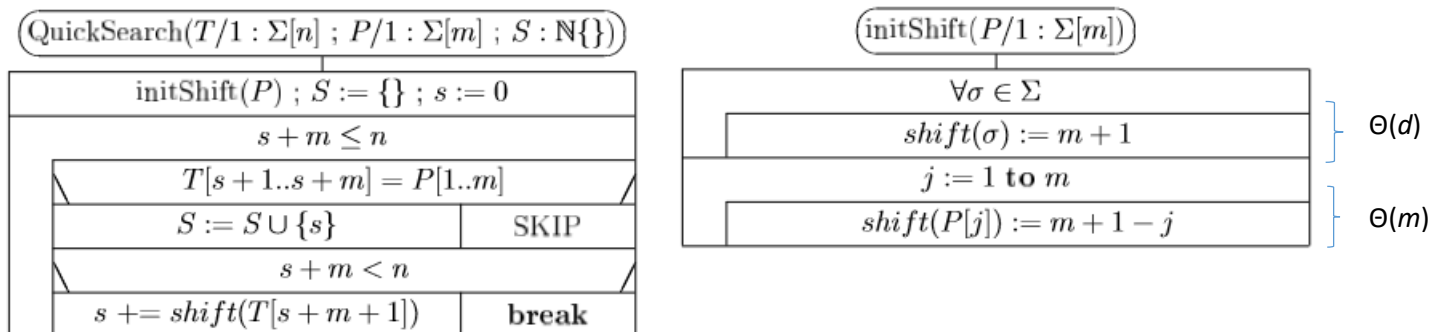 QuickSearch(T/1 : Σ[n] ; P/1 : Σ[m] ; S : ℕ{})
initShift(P) ; S := {} ; s := 0
s + m ≤ n
T[s + 1..s + m] = P[1..m]
S := S ∪ {s} SKIP
s + m < n
s += shift(T[s + m + 1]) break
initShift(P/1 : Σ[m])
∀σ ∈ Σ
shift(σ) := m + 1
Θ(d)
j := 1 to m
shift(P[j]) := m + 1 − j
Θ(m)